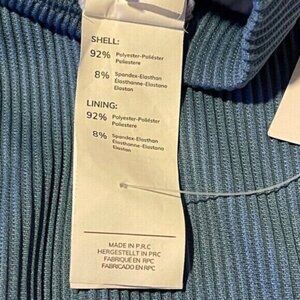 SHELL:
92% Polyester-Poliéster
Poliestere
8% Spandex-Elasthan
Élasthanne-Elastano
Elastan
LINING:
92% Polyester-Poliéster
Poliestere
8% Spandex-Elasthan
Élasthanne-Elastano
Elastan
MADE IN P.R.C
HERGESTELLT IN PRC
FABRIQUÉ EN RPC
FABRICADO EN RPC